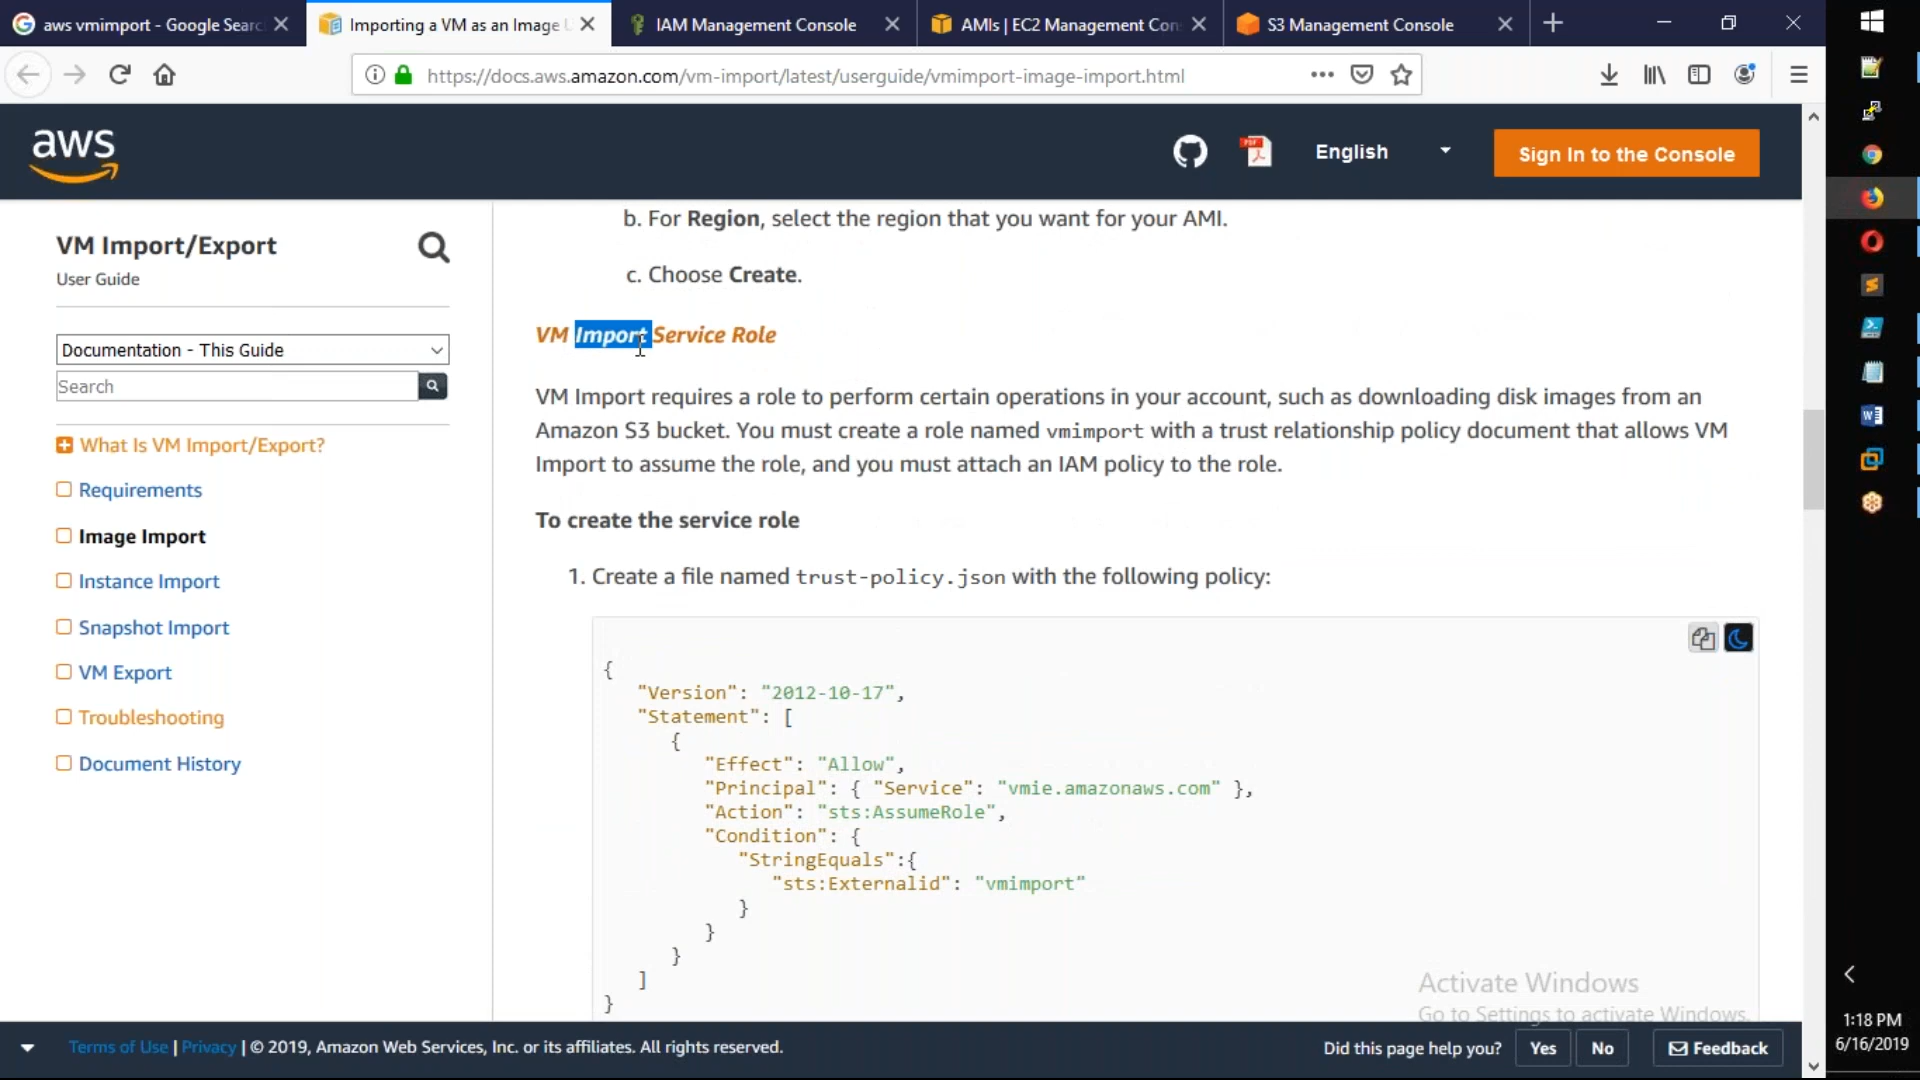 aws vmimport - Google Searc
Importing a VM as an Image U
IAM Management Console
AMIs | EC2 Management Con
S3 Management Console
https://docs.aws.amazon.com/vm-import/latest/userguide/vmimport-image-import.html
aws
PDF
English
Sign In to the Console
VM Import/Export
User Guide
Documentation - This Guide
Search
What Is VM Import/Export?
Requirements
Image Import
Instance Import
Snapshot Import
VM Export
Troubleshooting
Document History
b. For Region, select the region that you want for your AMI.
c. Choose Create.
VM Import Service Role
VM Import requires a role to perform certain operations in your account, such as downloading disk images from an
Amazon S3 bucket. You must create a role named vmimport with a trust relationship policy document that allows VM
Import to assume the role, and you must attach an IAM policy to the role.
To create the service role
1. Create a file named trust-policy.json with the following policy:
{
"Version": "2012-10-17",
"Statement": [
{
"Effect": "Allow",
"Principal": { "Service": "vmie.amazonaws.com" },
"Action": "sts:AssumeRole",
"Condition": {
"StringEquals":{
"sts:Externalid": "vmimport"
}
}
}
]
}
Activate Windows
Go to Settings to activate Windows.
Terms of Use | Privacy | © 2019, Amazon Web Services, Inc. or its affiliates. All rights reserved.
Did this page help you?
Yes
No
Feedback
1:18 PM
6/16/2019